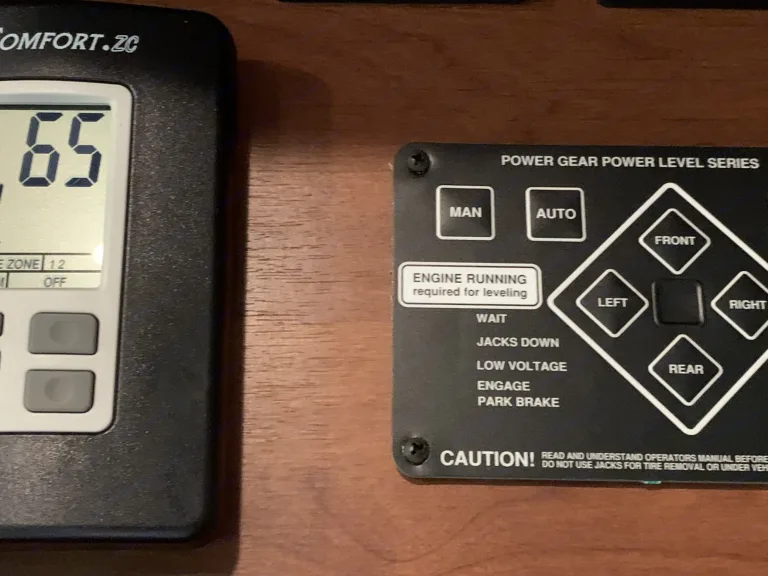 COMFORT.ZC
65
ZONE 1 2
OFF
POWER GEAR POWER LEVEL SERIES
MAN
AUTO
FRONT
ENGINE RUNNING
required for leveling
LEFT
RIGHT
WAIT
JACKS DOWN
LOW VOLTAGE
REAR
ENGAGE
PARK BRAKE
CAUTION!
READ AND UNDERSTAND OPERATORS MANUAL BEFORE
DO NOT USE JACKS FOR TIRE REMOVAL OR UNDER